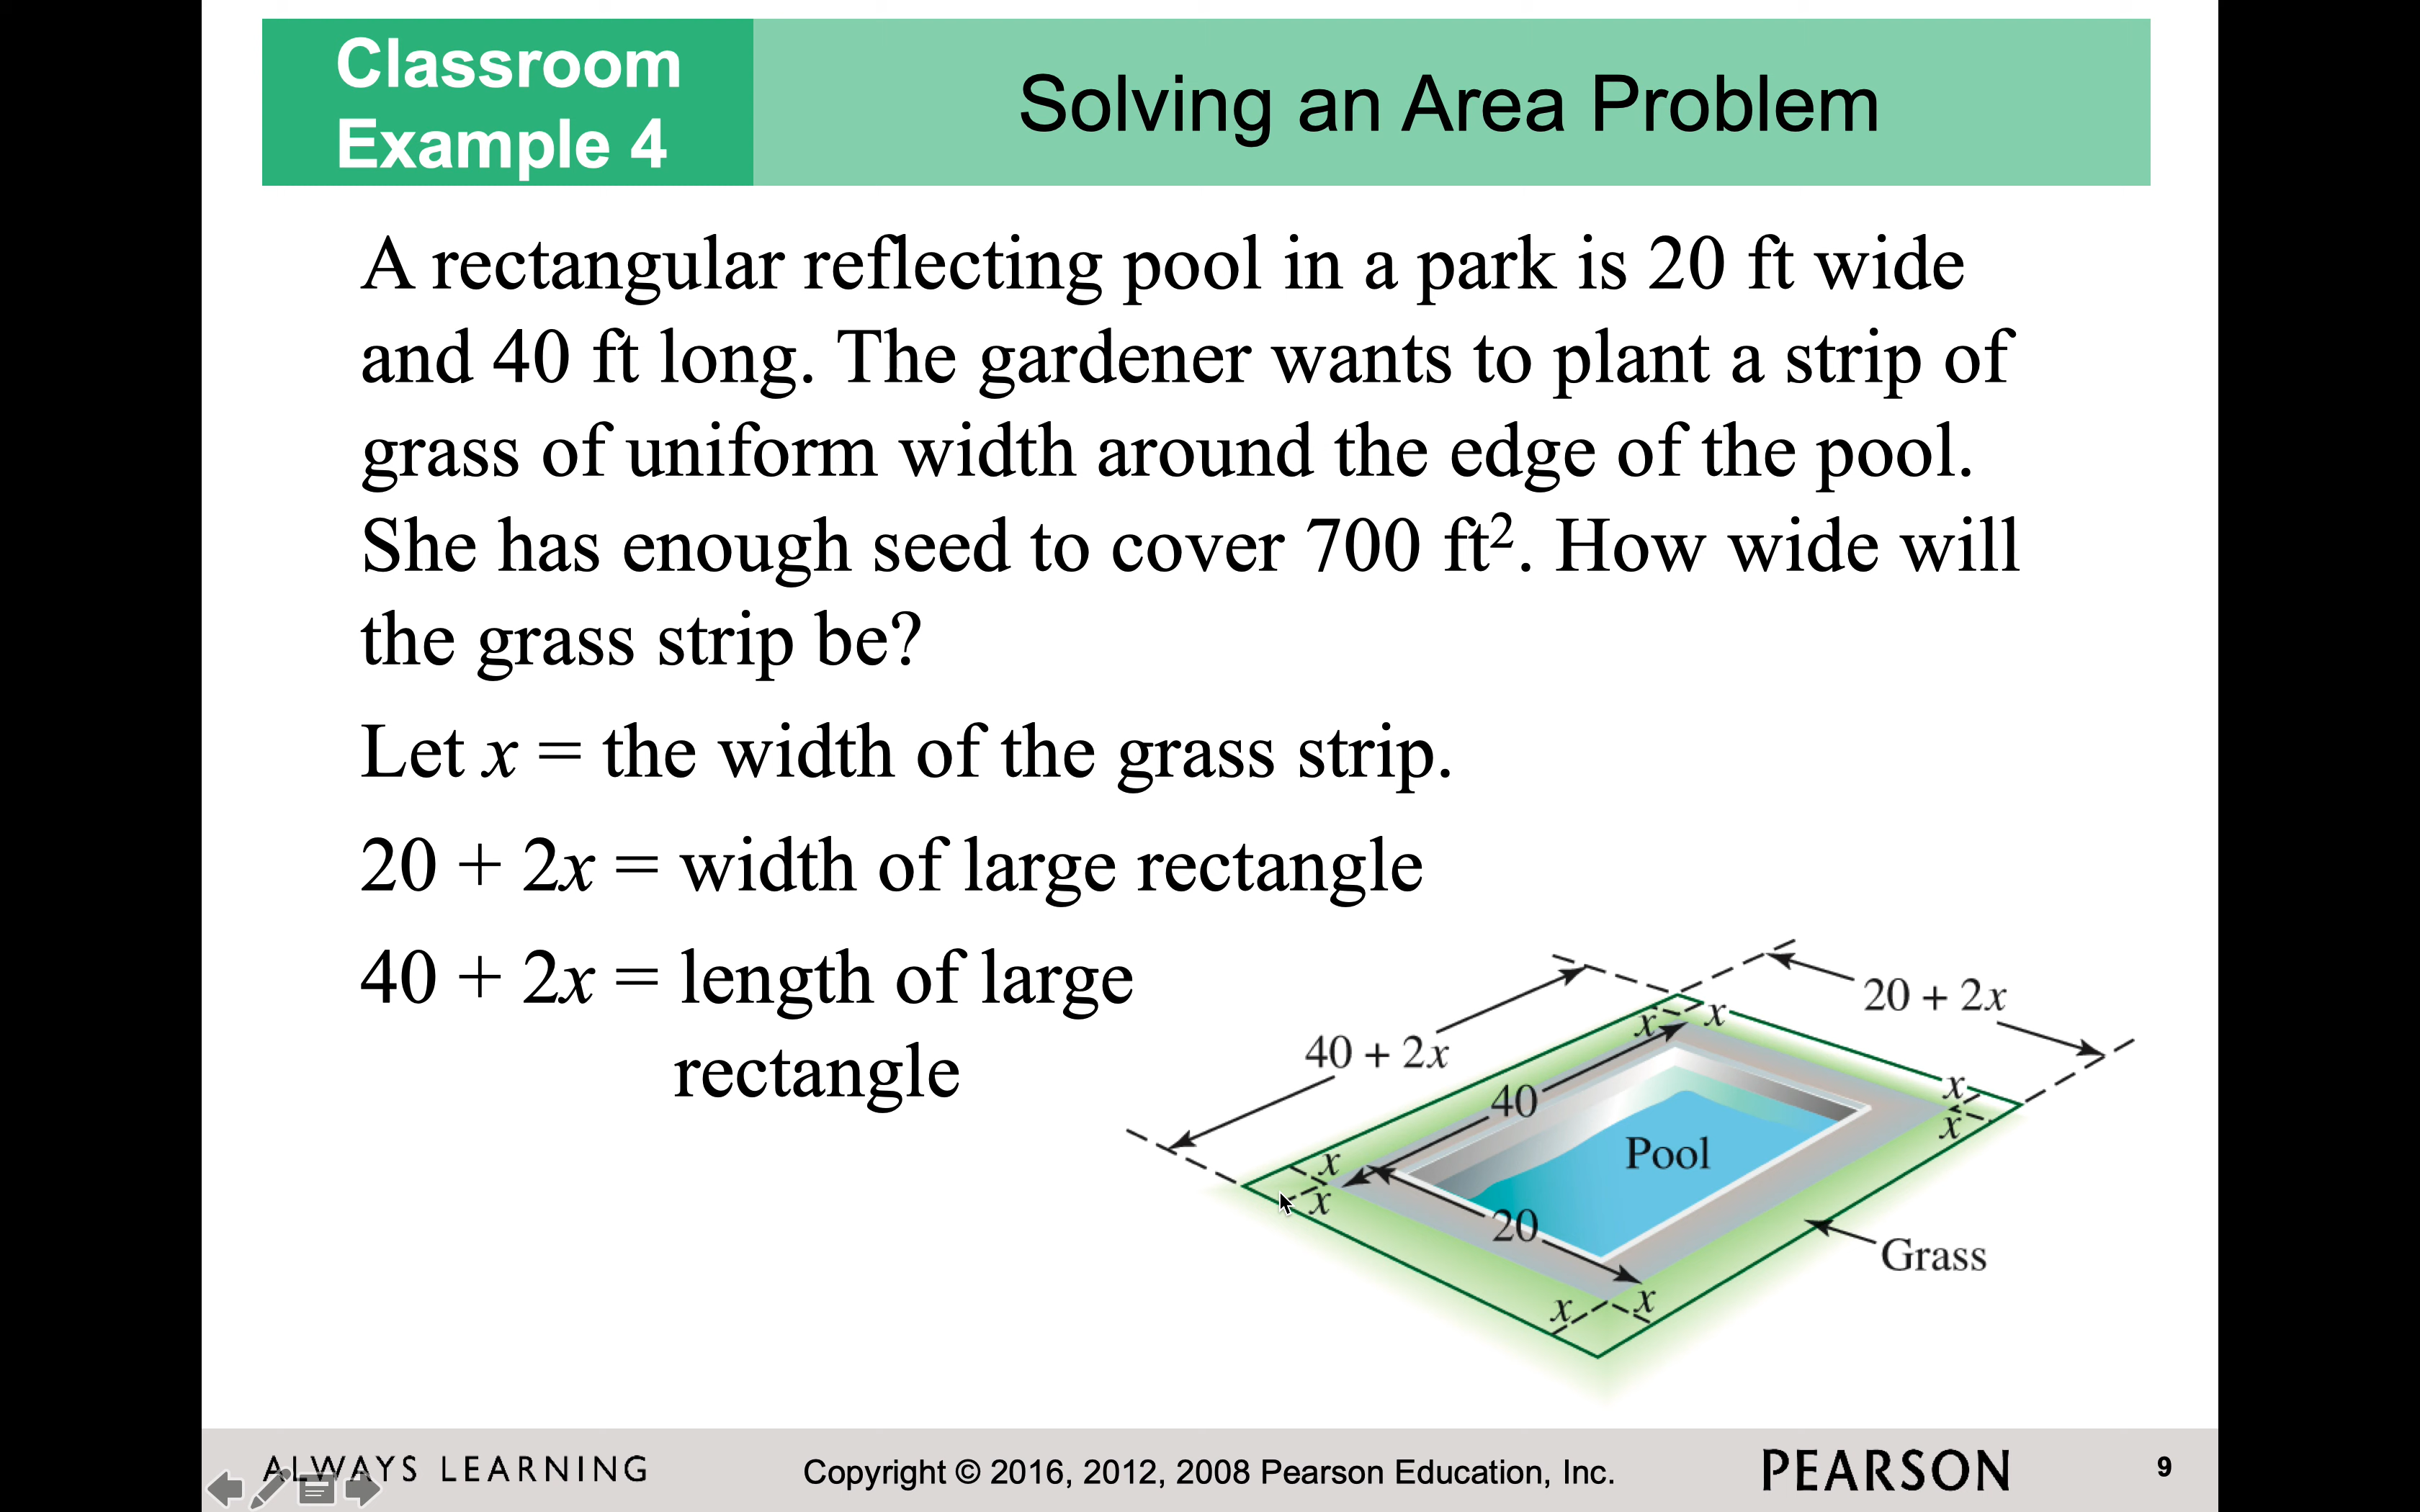 Classroom
Example 4
Solving an Area Problem
A rectangular reflecting pool in a park is 20 ft wide
and 40 ft long. The gardener wants to plant a strip of
grass of uniform width around the edge of the pool.
She has enough seed to cover 700 ft². How wide will
the grass strip be?
Let x = the width of the grass strip.
20 + 2x = width of large rectangle
40 + 2x = length of large
rectangle
20 + 2x
x x
40 + 2x
x
40
x
Pool
x
x
20
Grass
x x
ALWAYS LEARNING
Copyright © 2016, 2012, 2008 Pearson Education, Inc.
PEARSON
9